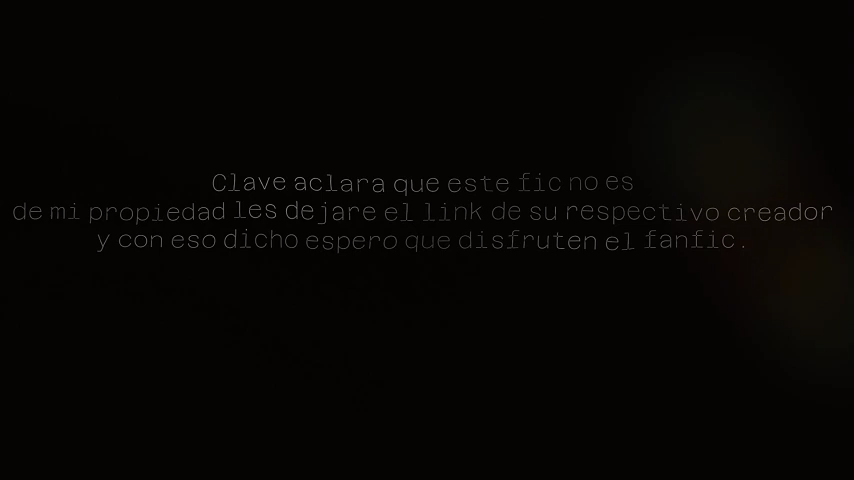 Clave aclara que este fic no es
de mi propiedad les dejare el link de su respectivo creador
y con eso dicho espero que disfruten el fanfic.